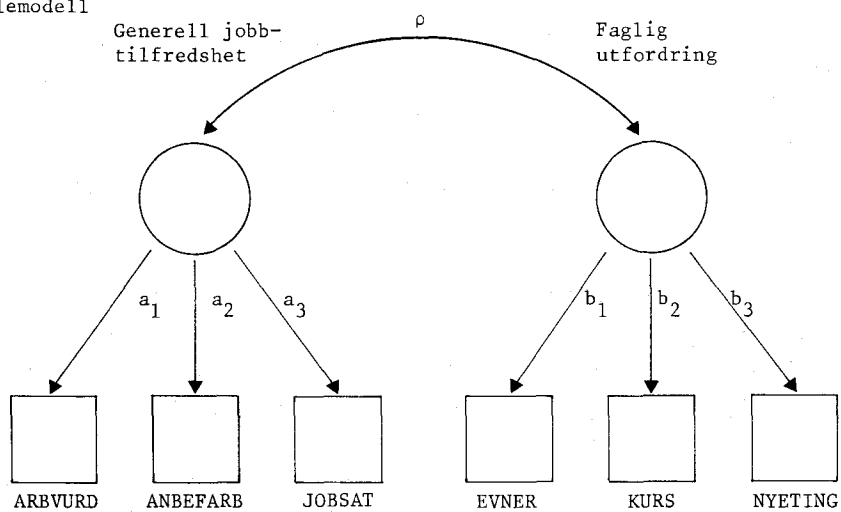 lemodell
ρ
Generell jobb-
tilfredshet
Faglig
utfordring
a1 a2 a3
b1 b2 b3
ARBVURD ANBEFARB JOBSAT EVNER KURS NYETING